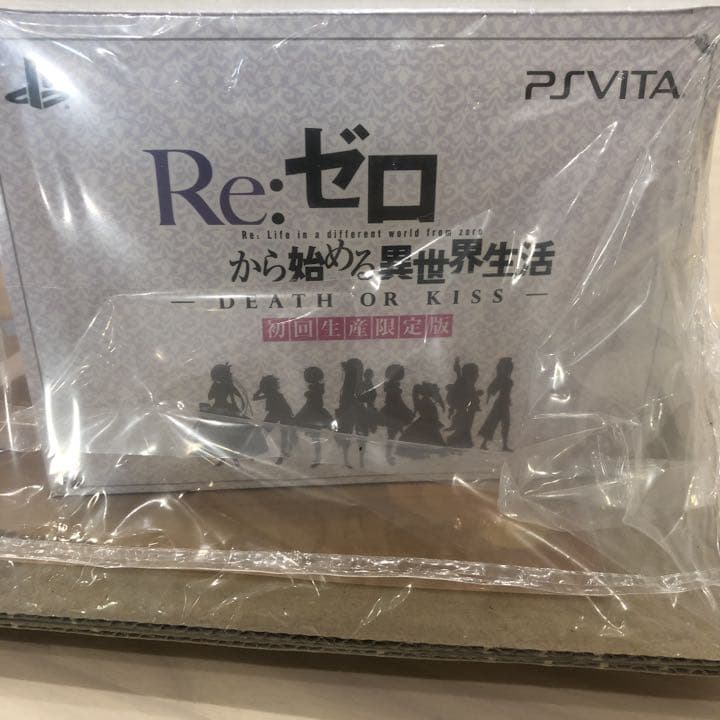 PSVITA
Re:ゼロ
Re: Life in a different world from zero
から始める異世界生活
DEATH OR KISS
初回生産限定版